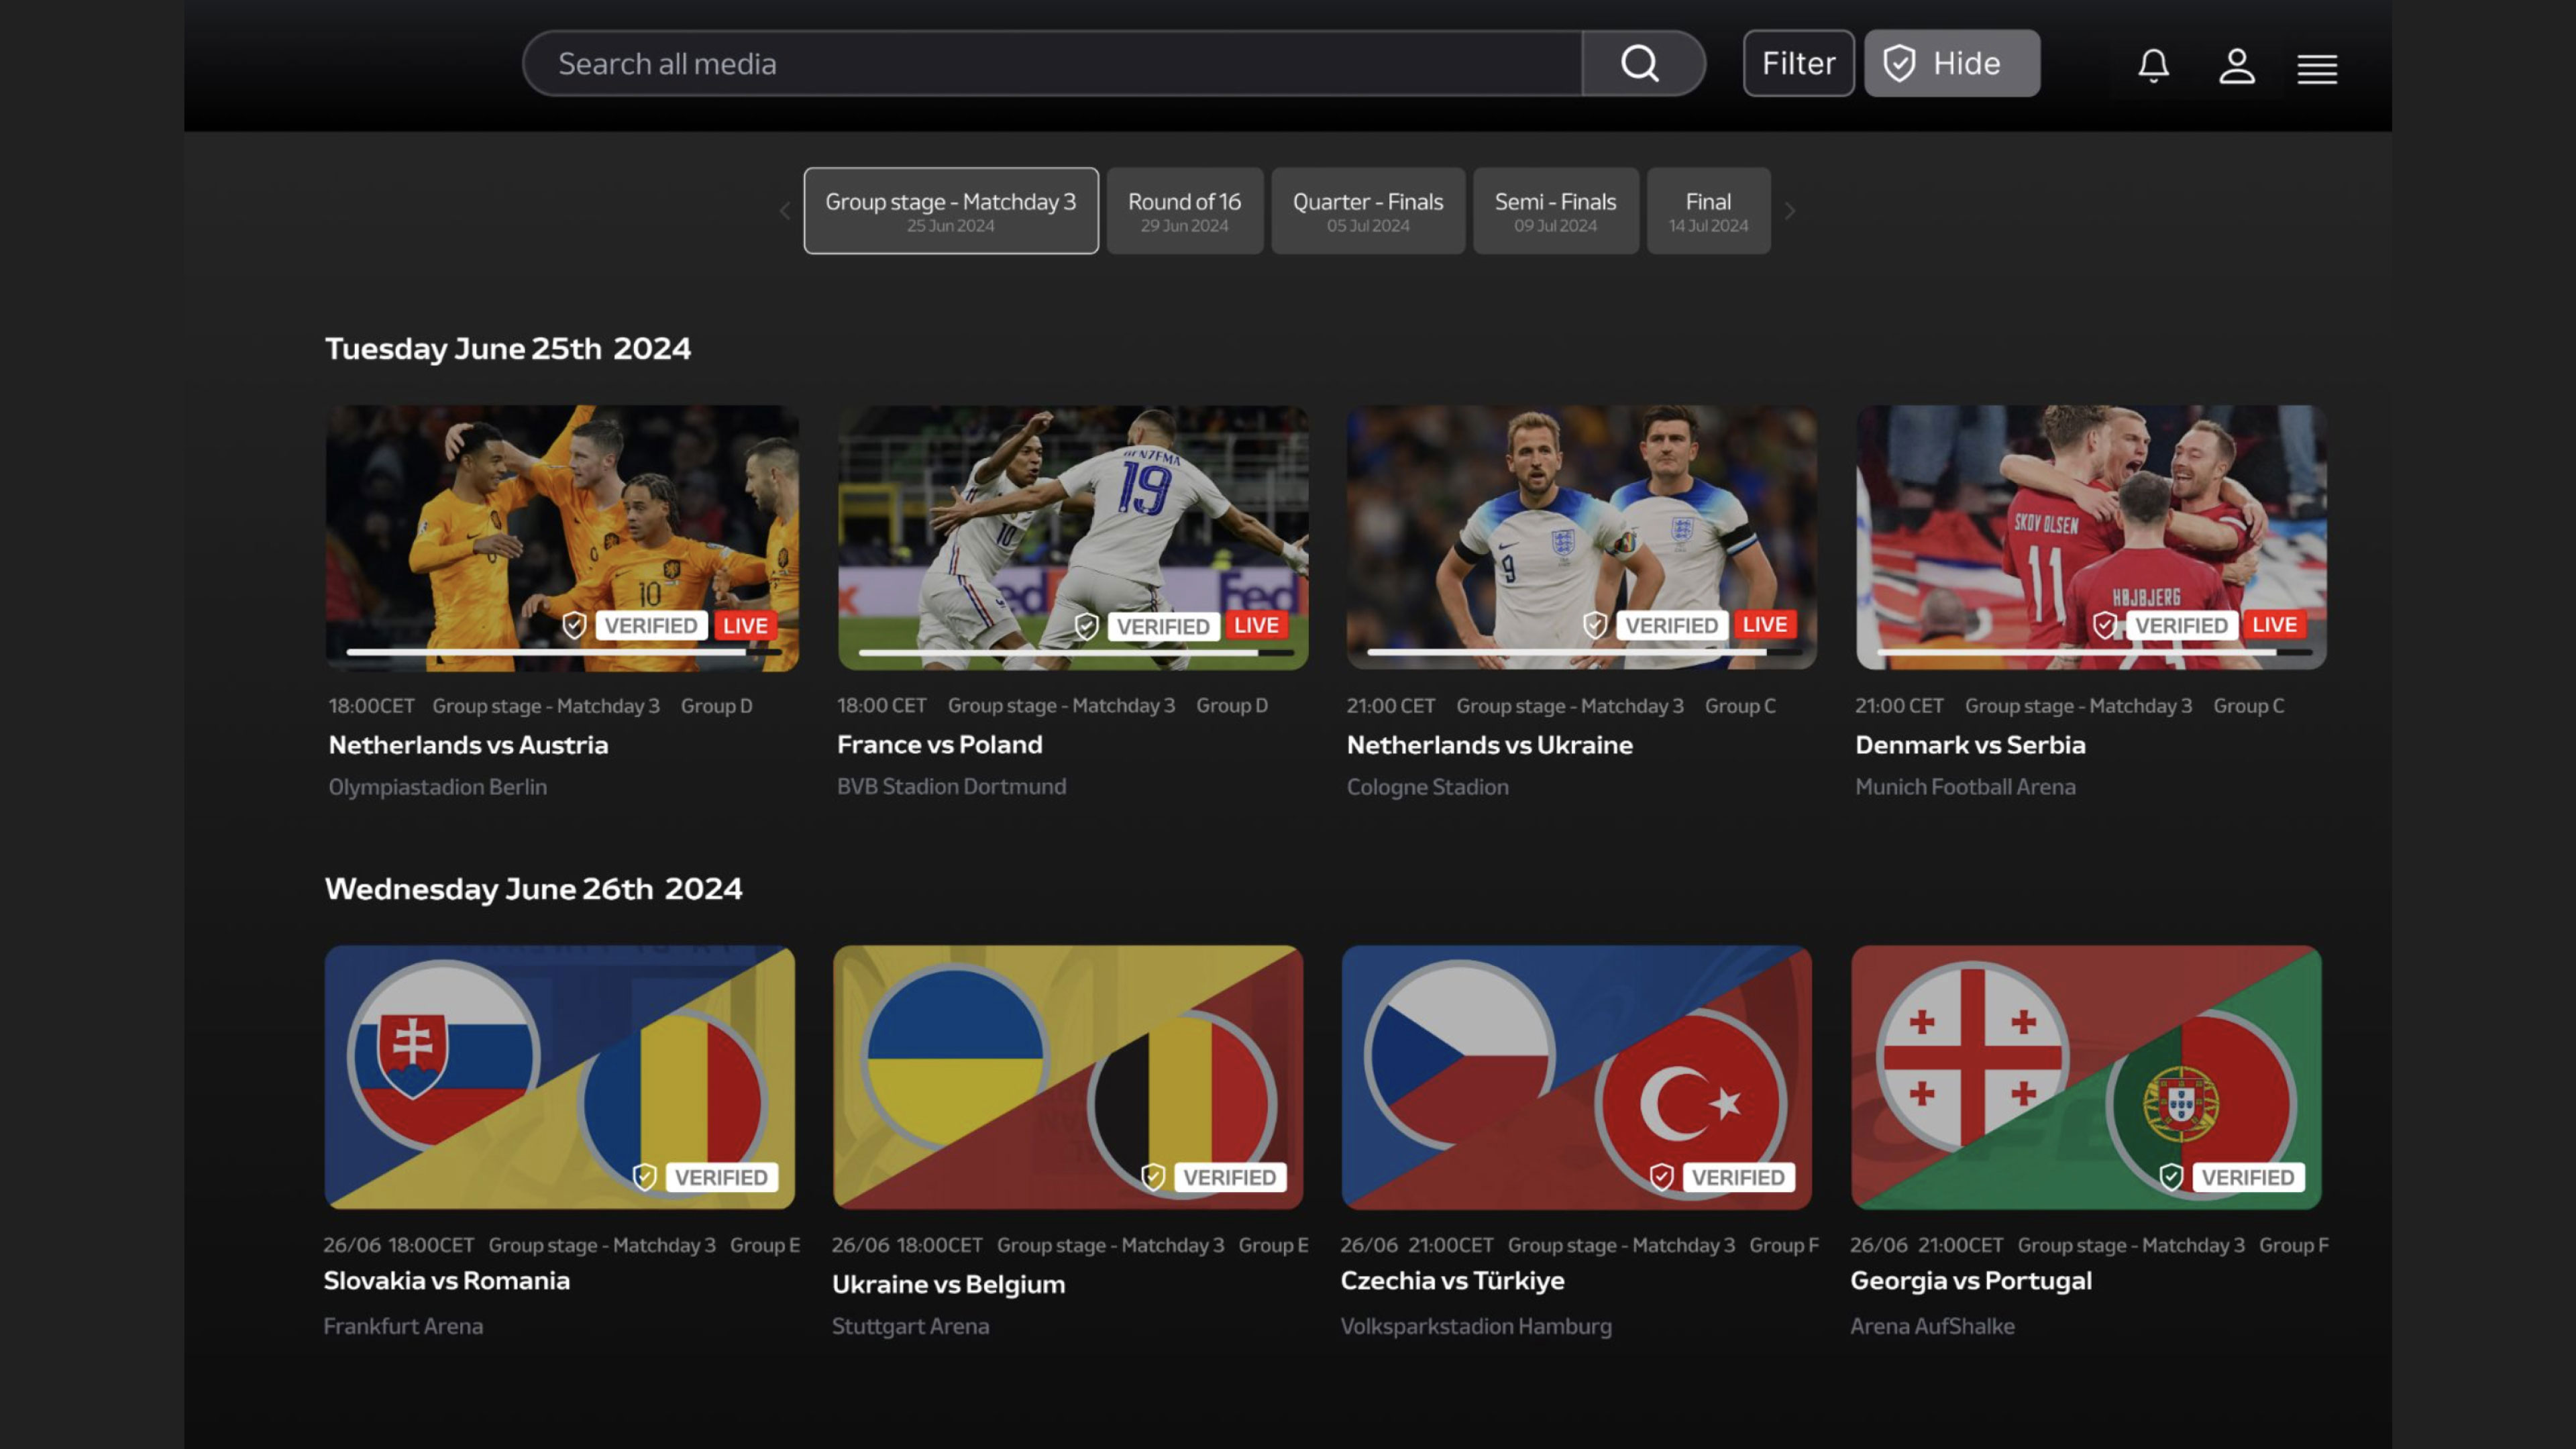 Search all media
Filter
Hide
Group stage - Matchday 3
25 Jun 2024
Round of 16
29 Jun 2024
Quarter - Finals
05 Jul 2024
Semi - Finals
09 Jul 2024
Final
14 Jul 2024
Tuesday June 25th 2024
10
VERIFIED LIVE
BENZEMA
19
10
Fed
VERIFIED LIVE
9
VERIFIED LIVE
SKOV OLSEN
11
HØJBJERG
VERIFIED LIVE
18:00CET Group stage - Matchday 3 Group D
Netherlands vs Austria
Olympiastadion Berlin
18:00 CET Group stage - Matchday 3 Group D
France vs Poland
BVB Stadion Dortmund
21:00 CET Group stage - Matchday 3 Group C
Netherlands vs Ukraine
Cologne Stadion
21:00 CET Group stage - Matchday 3 Group C
Denmark vs Serbia
Munich Football Arena
Wednesday June 26th 2024
VERIFIED
VERIFIED
VERIFIED
VERIFIED
26/06 18:00CET Group stage - Matchday 3 Group E
Slovakia vs Romania
Frankfurt Arena
26/06 18:00CET Group stage - Matchday 3 Group E
Ukraine vs Belgium
Stuttgart Arena
26/06 21:00CET Group stage - Matchday 3 Group F
Czechia vs Türkiye
Volksparkstadion Hamburg
26/06 21:00CET Group stage - Matchday 3 Group F
Georgia vs Portugal
Arena AufShalke